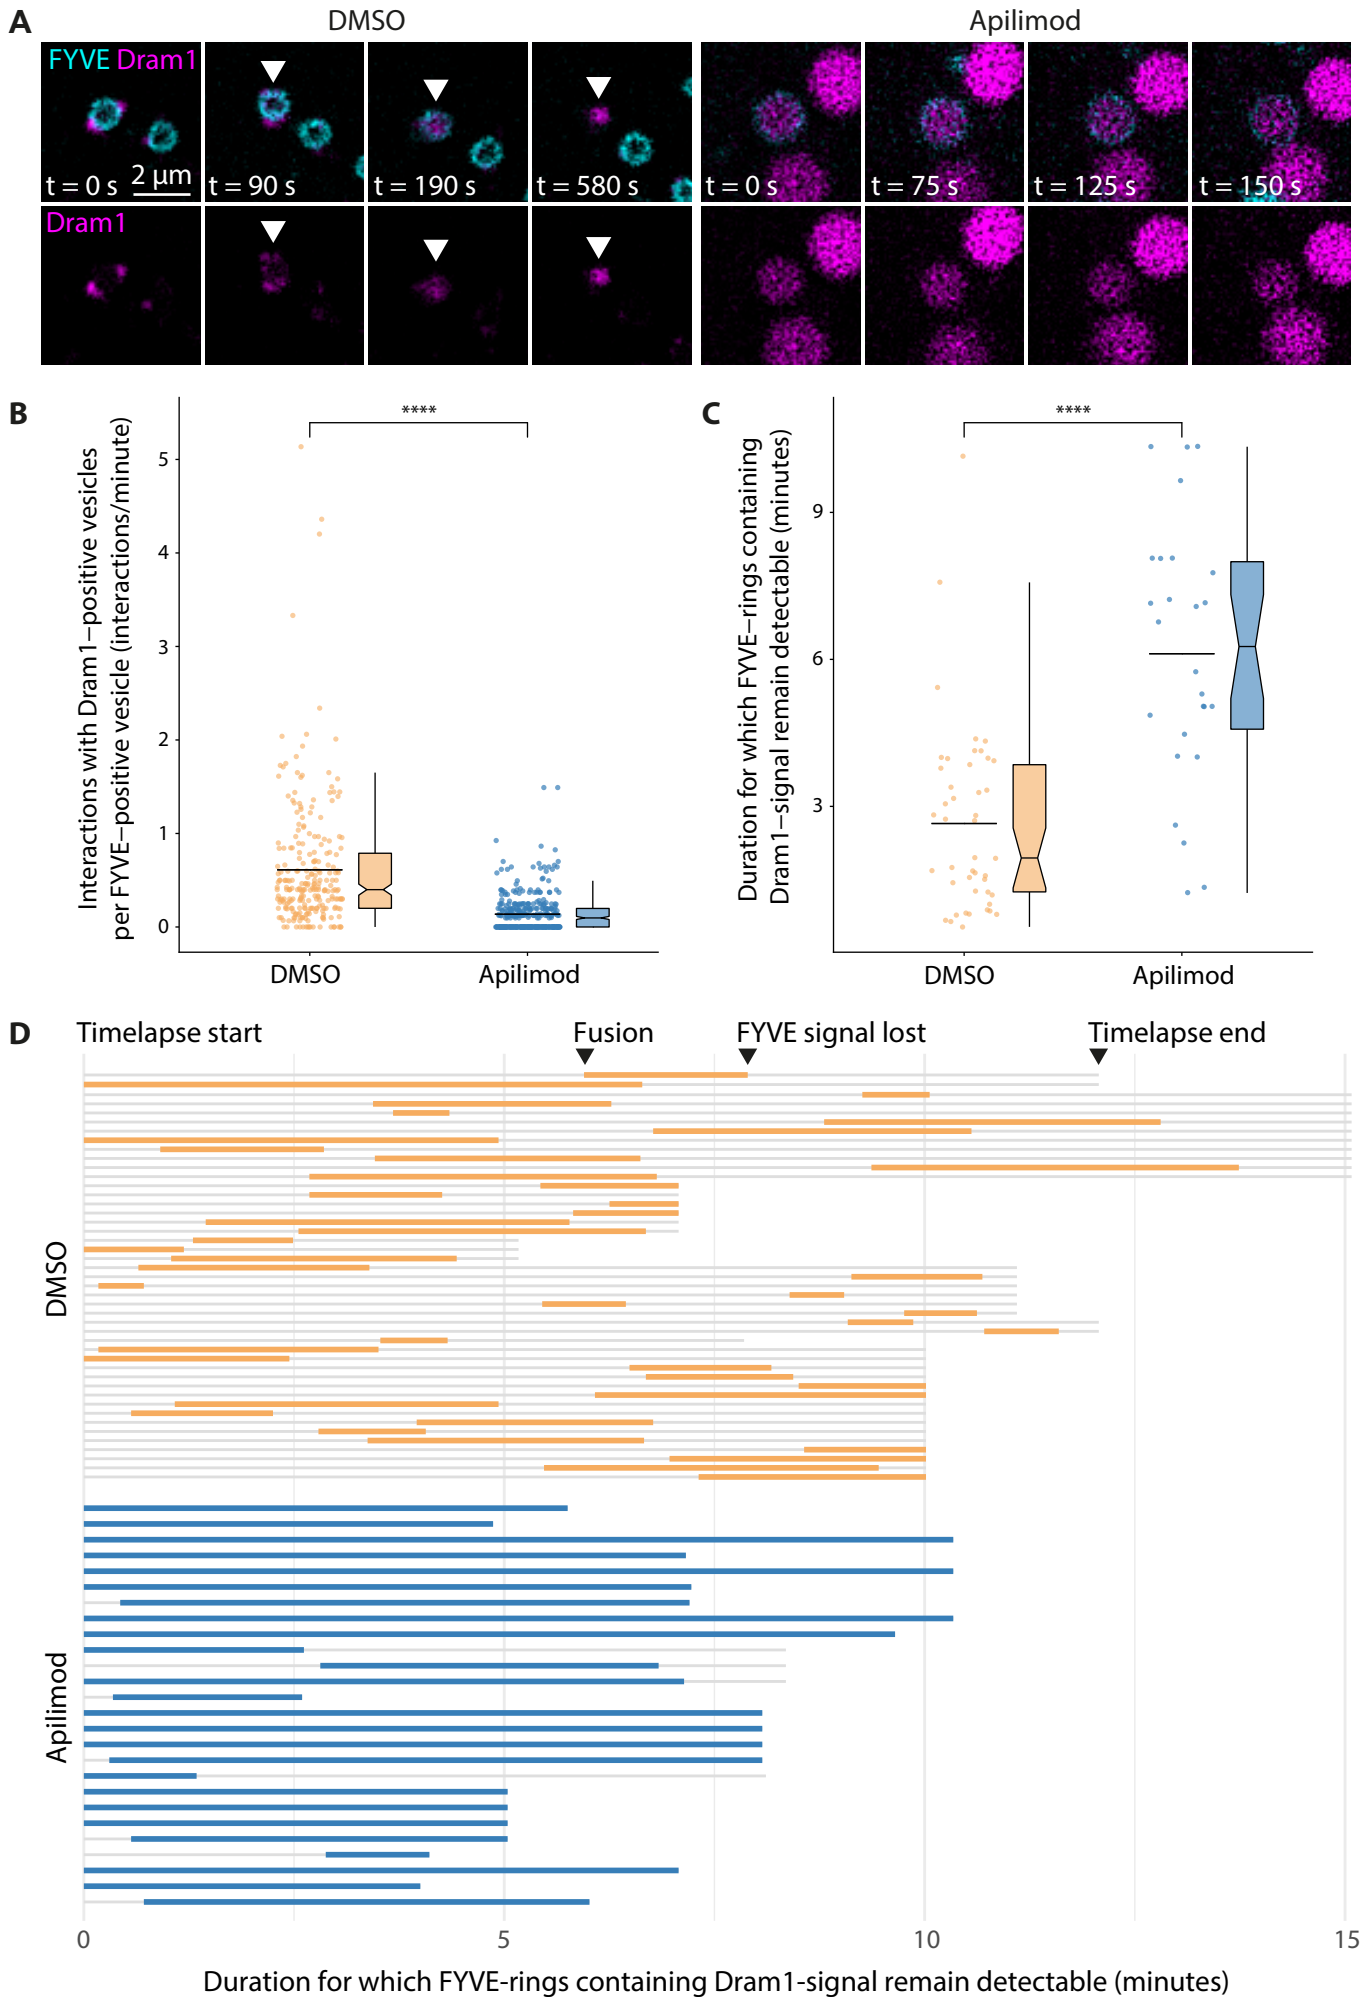 A
DMSO
Apilimod
FYVE Dram1
t = 0 s
2 µm
t = 90 s
t = 190 s
t = 580 s
t = 0 s
t = 75 s
t = 125 s
t = 150 s
Dram1
B
Interactions with Dram1−positive vesicles
per FYVE−positive vesicle (interactions/minute)
****
5
4
3
2
1
0
DMSO
Apilimod
C
Duration for which FYVE−rings containing
Dram1−signal remain detectable (minutes)
****
9
6
3
DMSO
Apilimod
D
Timelapse start
Fusion
FYVE signal lost
Timelapse end
DMSO
Apilimod
0
5
10
15
Duration for which FYVE-rings containing Dram1-signal remain detectable (minutes)